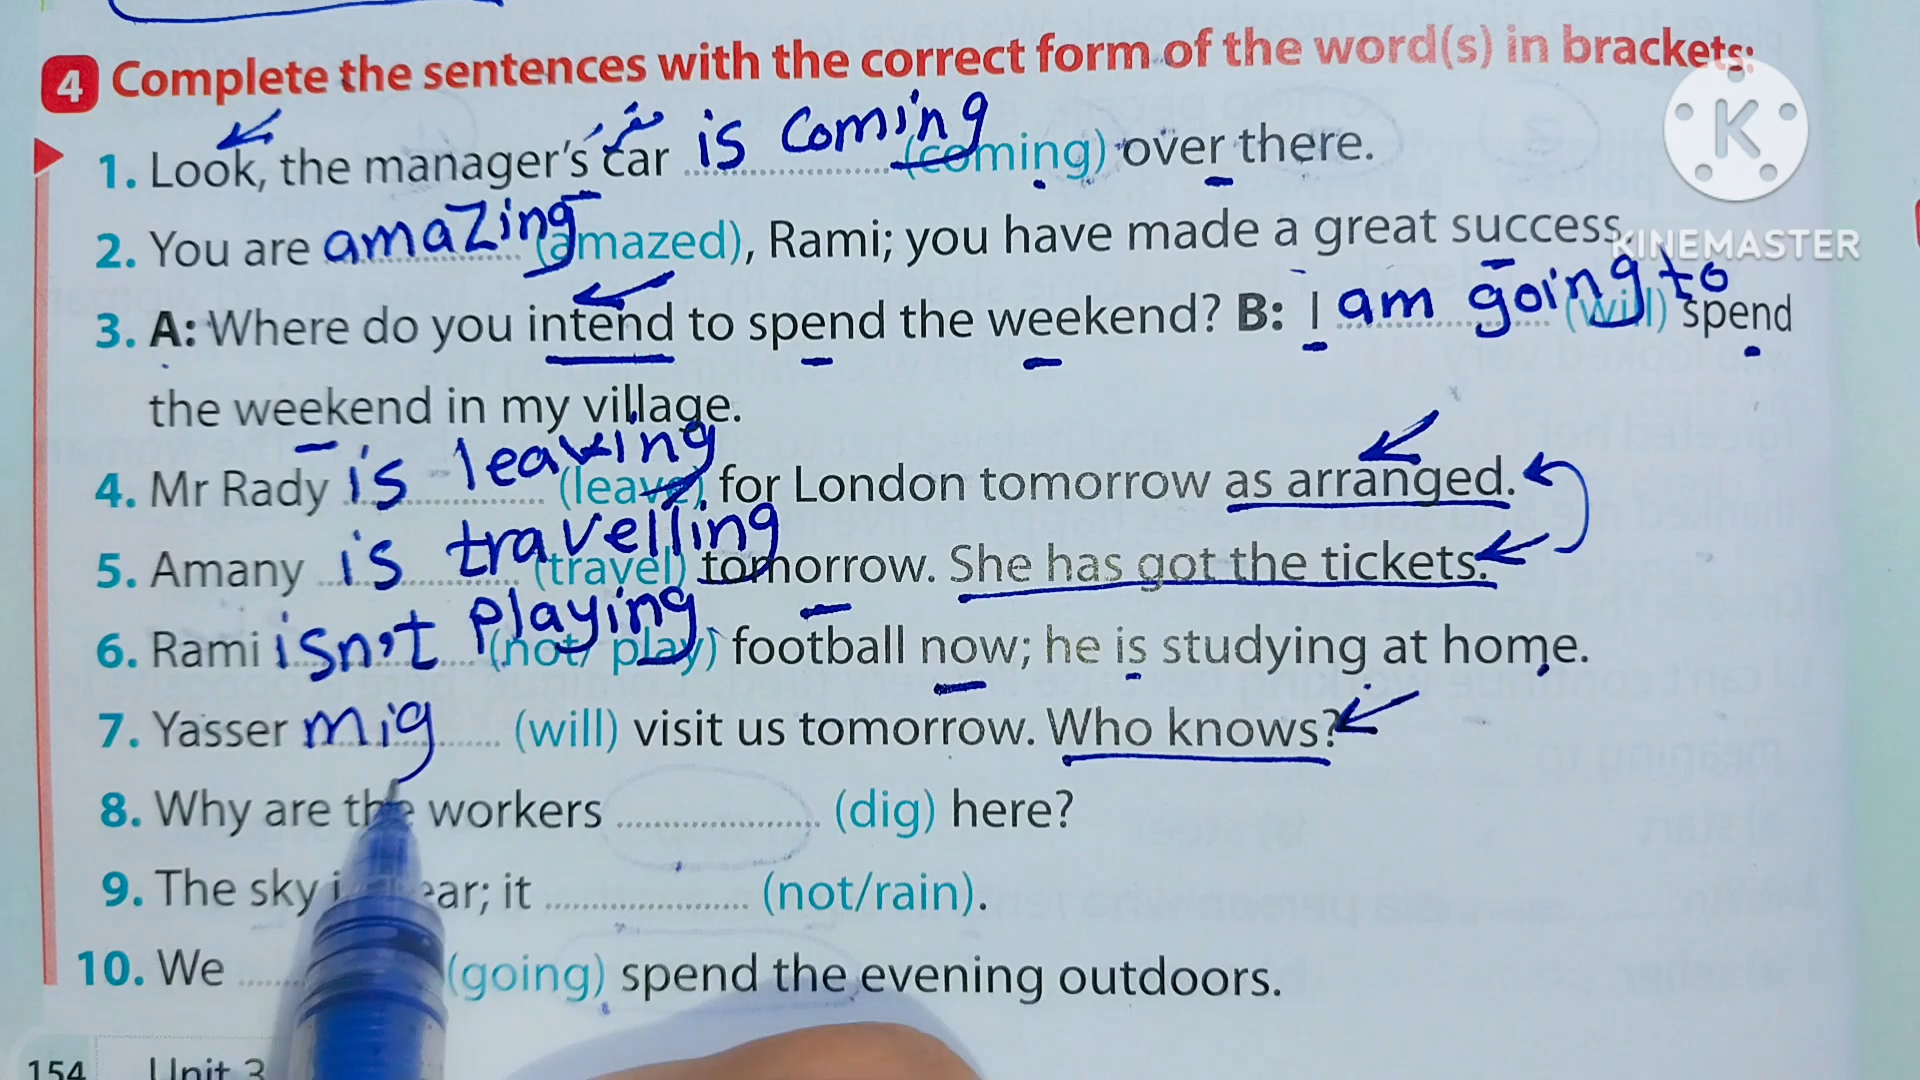 4 Complete the sentences with the correct form of the word(s) in brackets:
1. Look, the manager's car is coming (coming) over there.
2. You are amazing (amazed), Rami; you have made a great success.
KINEMASTER
3. A: Where do you intend to spend the weekend? B: I am going to (will) spend
the weekend in my village.
4. Mr Rady is leaving (leave) for London tomorrow as arranged.
5. Amany is travelling (travel) tomorrow. She has got the tickets.
6. Rami isn't playing (not/ play) football now; he is studying at home.
7. Yasser mig (will) visit us tomorrow. Who knows?
8. Why are the workers (dig) here?
9. The sky ear; it (not/rain).
10. We (going) spend the evening outdoors.
154 Unit 3